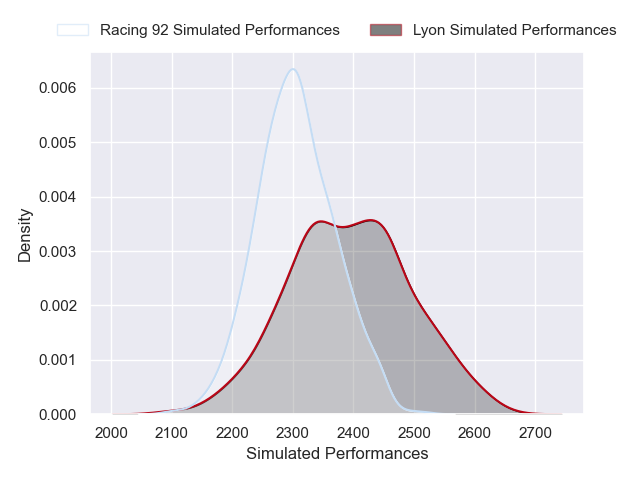 Racing 92 Simulated Performances Lyon Simulated Performances
0.006
0.005
0.004
0.003
0.002
0.001
0.000
Density
2000 2100 2200 2300 2400 2500 2600 2700
Simulated Performances